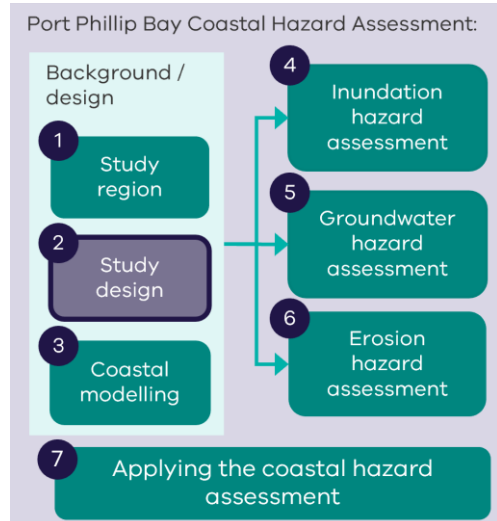 Port Phillip Bay Coastal Hazard Assessment:
Background /
design
1
Study
region
2
Study
design
3
Coastal
modelling
4
Inundation
hazard
assessment
5
Groundwater
hazard
assessment
6
Erosion
hazard
assessment
7
Applying the coastal hazard
assessment